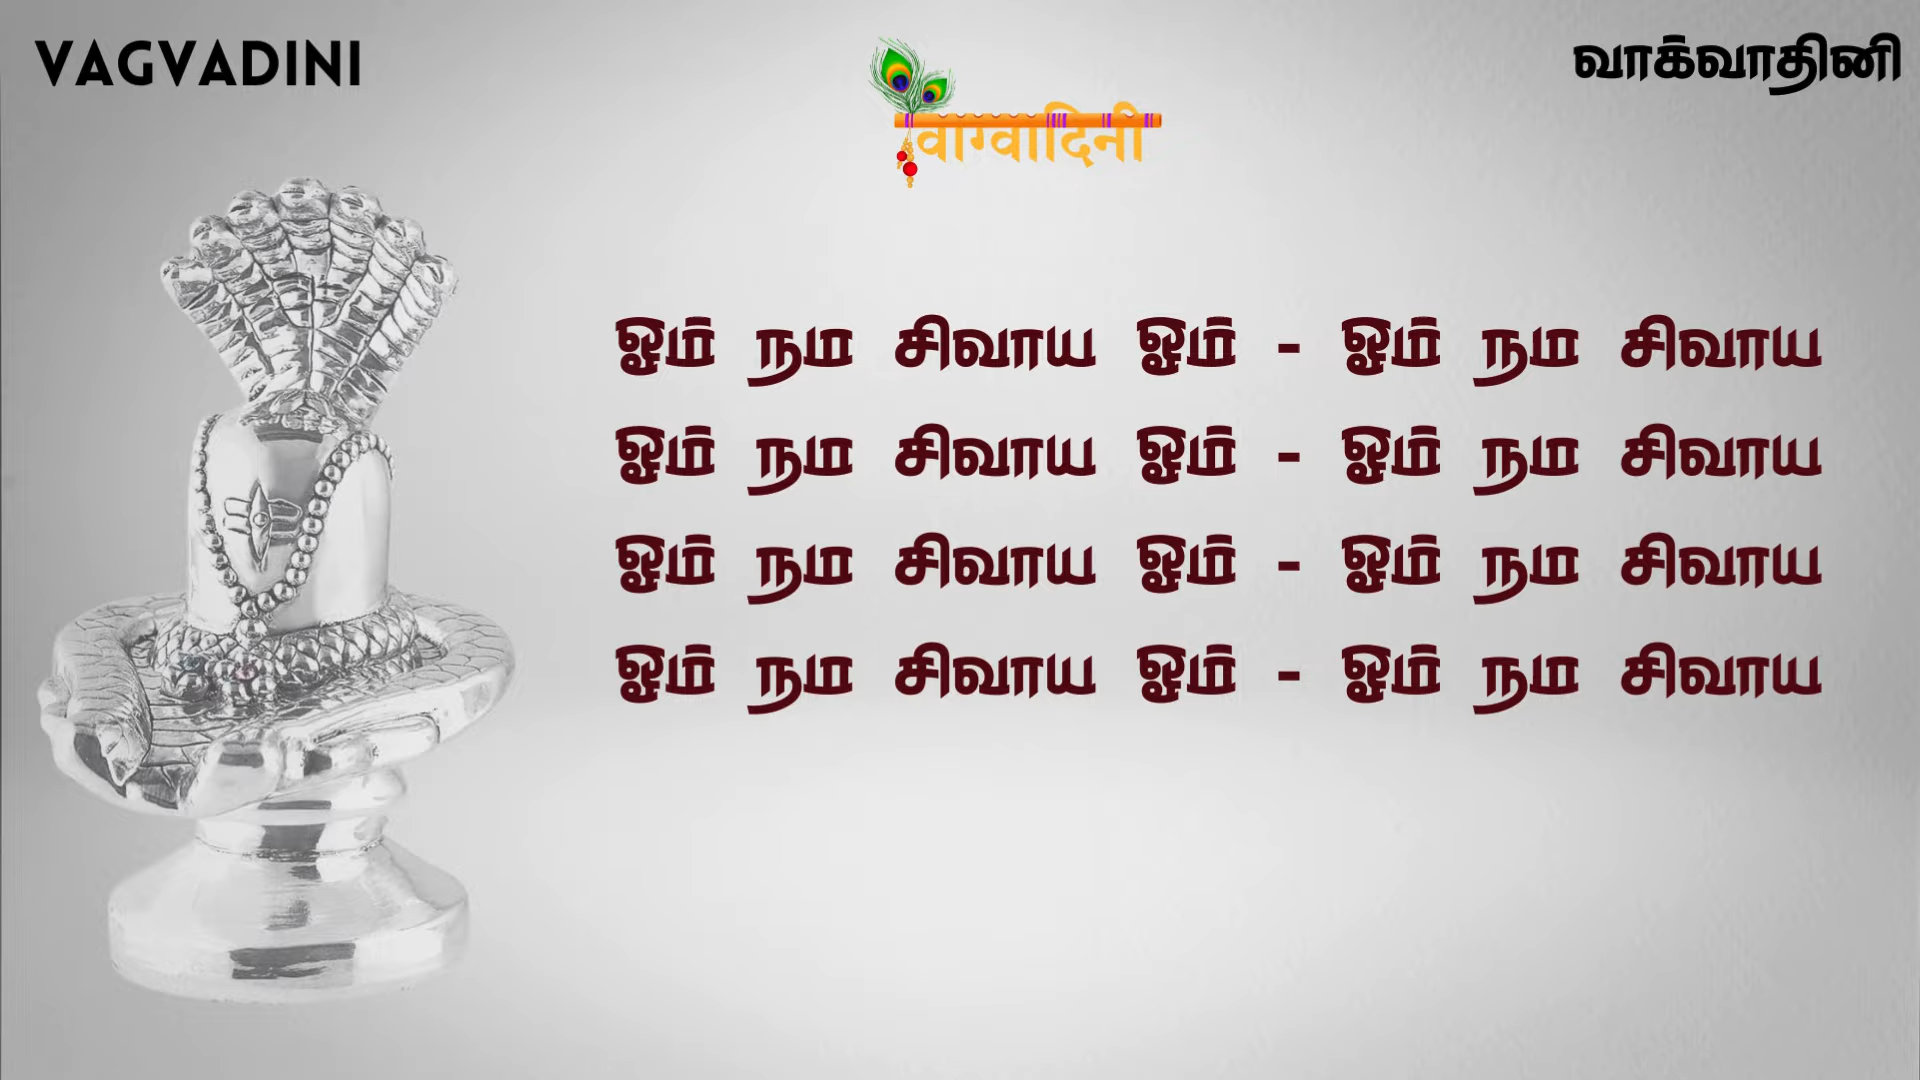 VAGVADINI
वाग्वादिनी
வாக்வாதினி
ஓம் நம சிவாய ஓம் - ஓம் நம சிவாய
ஓம் நம சிவாய ஓம் - ஓம் நம சிவாய
ஓம் நம சிவாய ஓம் - ஓம் நம சிவாய
ஓம் நம சிவாய ஓம் - ஓம் நம சிவாய